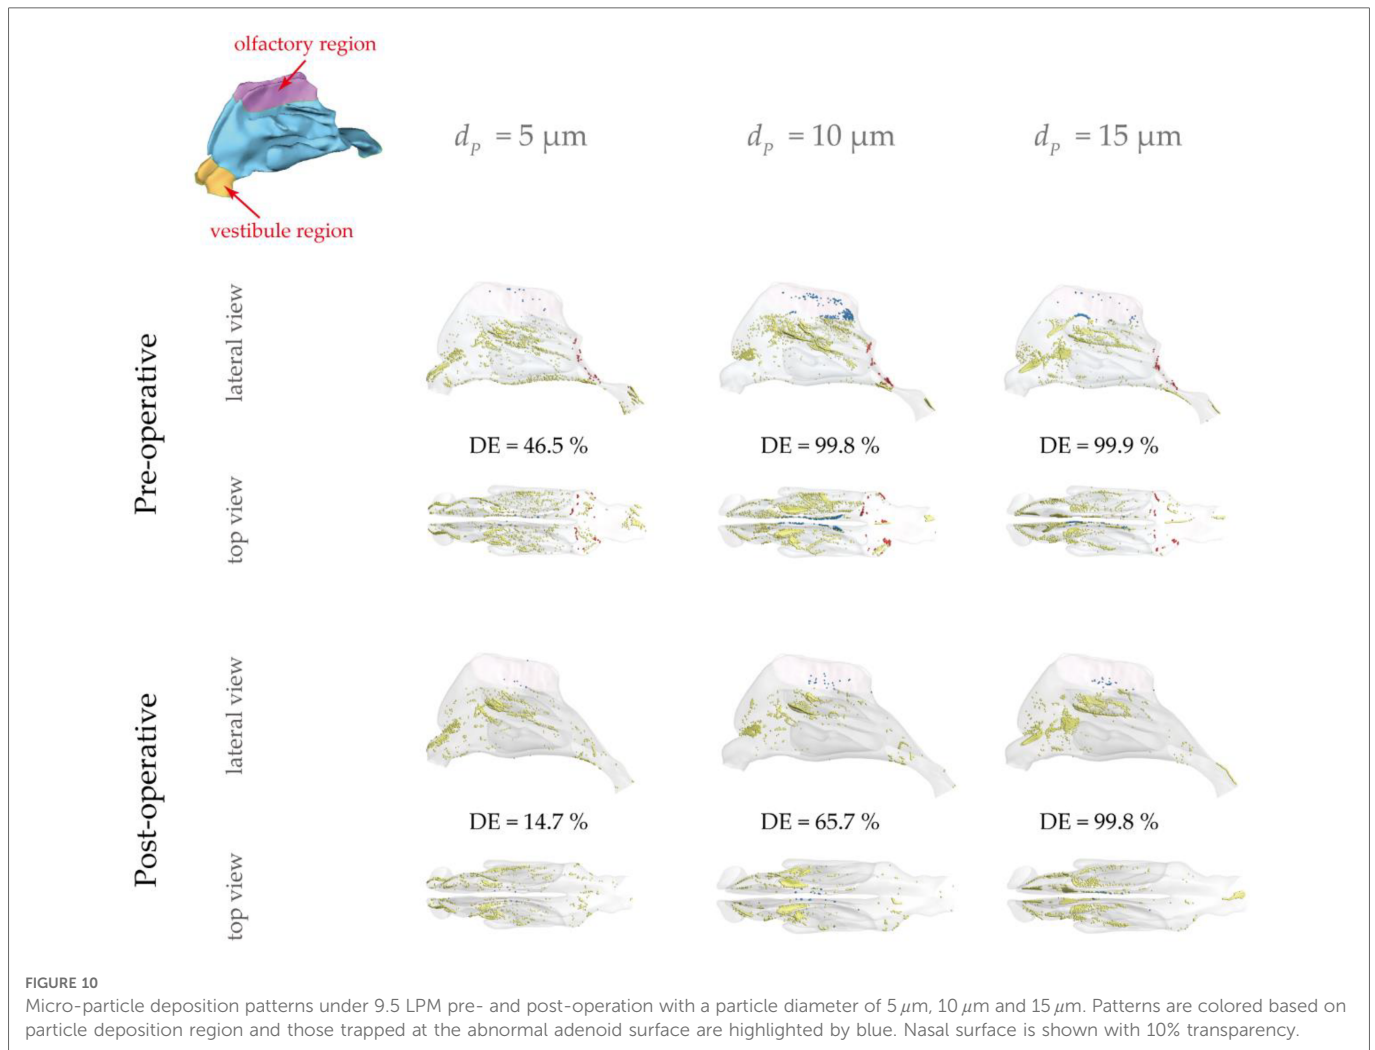 olfactory region
vestibule region
d_P = 5 µm
d_P = 10 µm
d_P = 15 µm
Pre-operative
lateral view
DE = 46.5 %
DE = 99.8 %
DE = 99.9 %
top view
Post-operative
lateral view
DE = 14.7 %
DE = 65.7 %
DE = 99.8 %
top view
FIGURE 10
Micro-particle deposition patterns under 9.5 LPM pre- and post-operation with a particle diameter of 5 µm, 10 µm and 15 µm. Patterns are colored based on
particle deposition region and those trapped at the abnormal adenoid surface are highlighted by blue. Nasal surface is shown with 10% transparency.